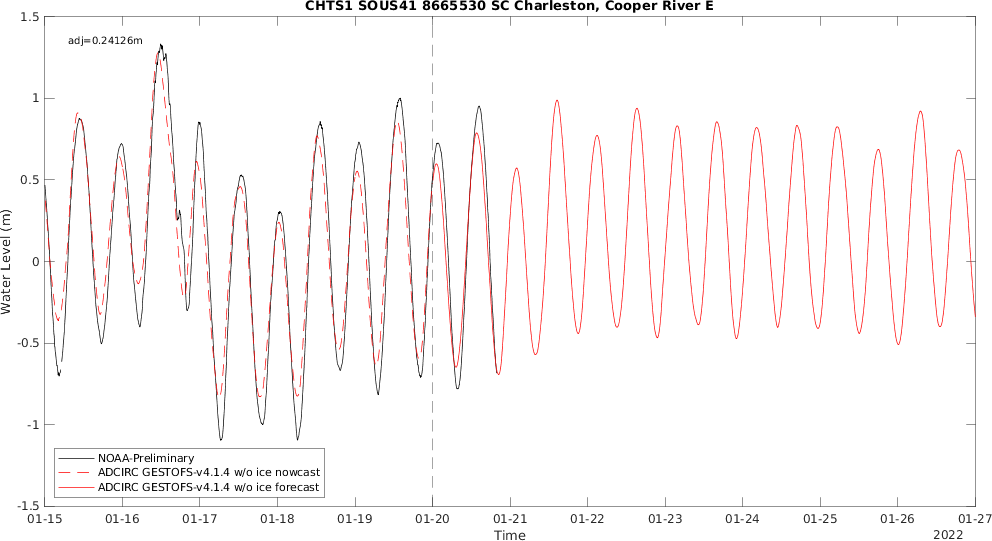 CHTS1 SOUS41 8665530 SC Charleston, Cooper River E
adj=0.24126m
1.5
1
0.5
0
-0.5
-1
-1.5
Water Level (m)
NOAA-Preliminary
ADCIRC GESTOFS-v4.1.4 w/o ice nowcast
ADCIRC GESTOFS-v4.1.4 w/o ice forecast
01-15 01-16 01-17 01-18 01-19 01-20 01-21 01-22 01-23 01-24 01-25 01-26 01-27
Time
2022